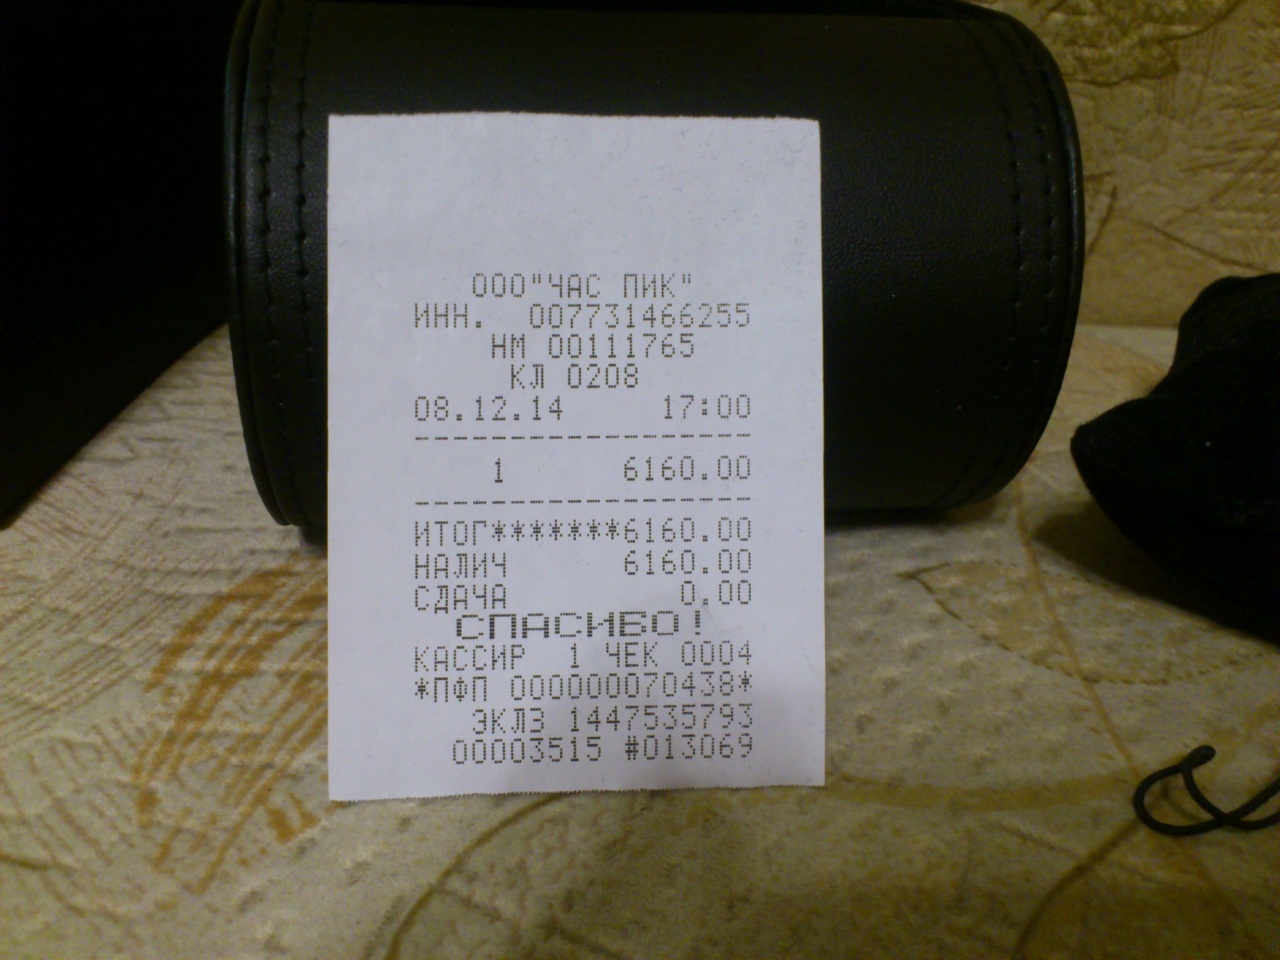 ООО"ЧАС ПИК"
ИНН. 007731466255
НМ 00111765
КЛ 0208
08.12.14 17:00
------------------
1 6160.00
------------------
ИТОГ*******6160.00
НАЛИЧ 6160.00
СДАЧА 0.00
СПАСИБО!
КАССИР 1 ЧЕК 0004
*ПФП 000000070438*
ЭКЛЗ 1447535793
00003515 #013069